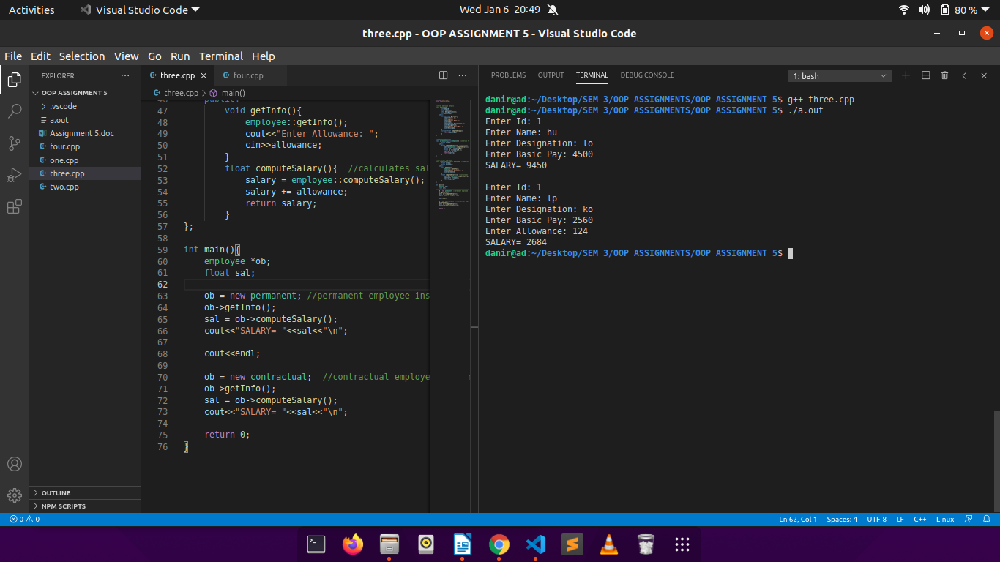 Activities Visual Studio Code Wed Jan 6 20:49 80 %
three.cpp - OOP ASSIGNMENT 5 - Visual Studio Code
File Edit Selection View Go Run Terminal Help
EXPLORER ···
OOP ASSIGNMENT 5
.vscode
a.out
Assignment 5.doc
four.cpp
one.cpp
three.cpp
two.cpp
OUTLINE
NPM SCRIPTS
three.cpp four.cpp ···
three.cpp > main()
46 public:
47 void getInfo(){
48 employee::getInfo();
49 cout<<"Enter Allowance: ";
50 cin>>allowance;
51 }
52 float computeSalary(){ //calculates sal
53 salary = employee::computeSalary();
54 salary += allowance;
55 return salary;
56 }
57 };
58
59 int main(){
60 employee *ob;
61 float sal;
62
63 ob = new permanent; //permanent employee ins
64 ob->getInfo();
65 sal = ob->computeSalary();
66 cout<<"SALARY= "<<sal<<"\n";
67
68 cout<<endl;
69
70 ob = new contractual; //contractual employe
71 ob->getInfo();
72 sal = ob->computeSalary();
73 cout<<"SALARY= "<<sal<<"\n";
74
75 return 0;
76 }
PROBLEMS OUTPUT TERMINAL DEBUG CONSOLE 1: bash
danir@ad:~/Desktop/SEM 3/OOP ASSIGNMENTS/OOP ASSIGNMENT 5$ g++ three.cpp
danir@ad:~/Desktop/SEM 3/OOP ASSIGNMENTS/OOP ASSIGNMENT 5$ ./a.out
Enter Id: 1
Enter Name: hu
Enter Designation: lo
Enter Basic Pay: 4500
SALARY= 9450
Enter Id: 1
Enter Name: lp
Enter Designation: ko
Enter Basic Pay: 2560
Enter Allowance: 124
SALARY= 2684
danir@ad:~/Desktop/SEM 3/OOP ASSIGNMENTS/OOP ASSIGNMENT 5$
0 0 Ln 62, Col 1 Spaces: 4 UTF-8 LF C++ Linux